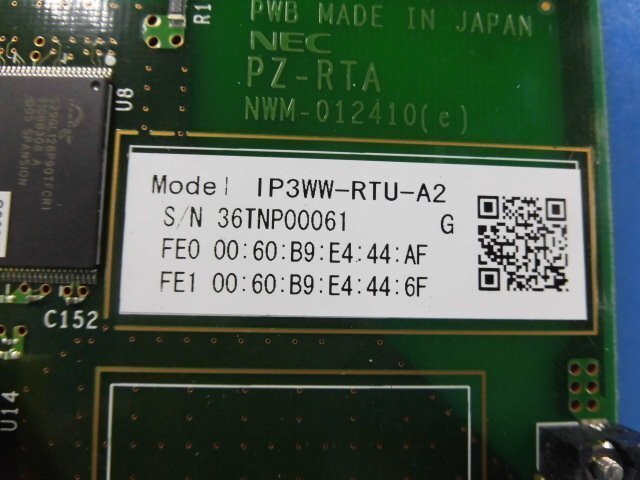 R1
PWB MADE IN JAPAN
NEC
PZ-RTA
NWM-012410(c)
U8
SPANSION
Model IP3WW-RTU-A2
S/N 36TNP00061 G
FE0 00:60:B9:E4:44:AF
FE1 00:60:B9:E4:44:6F
C152
U14